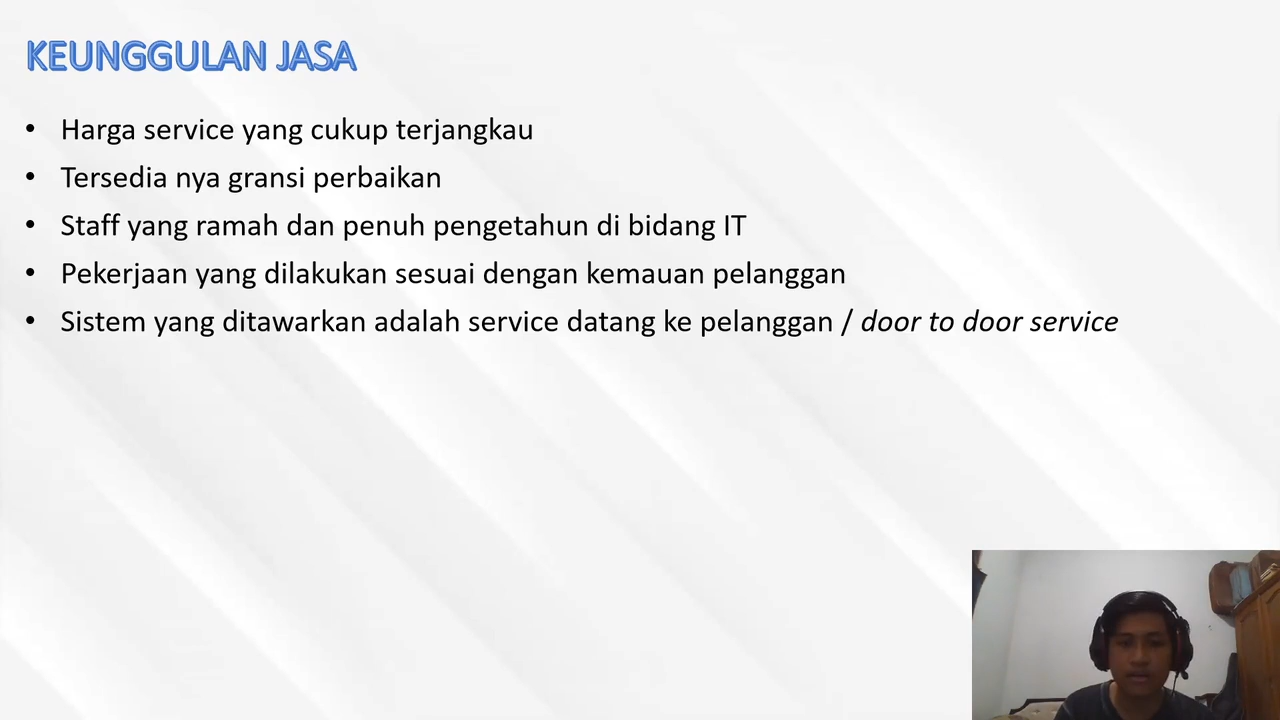 KEUNGGULAN JASA
• Harga service yang cukup terjangkau
• Tersedia nya gransi perbaikan
• Staff yang ramah dan penuh pengetahun di bidang IT
• Pekerjaan yang dilakukan sesuai dengan kemauan pelanggan
• Sistem yang ditawarkan adalah service datang ke pelanggan / door to door service